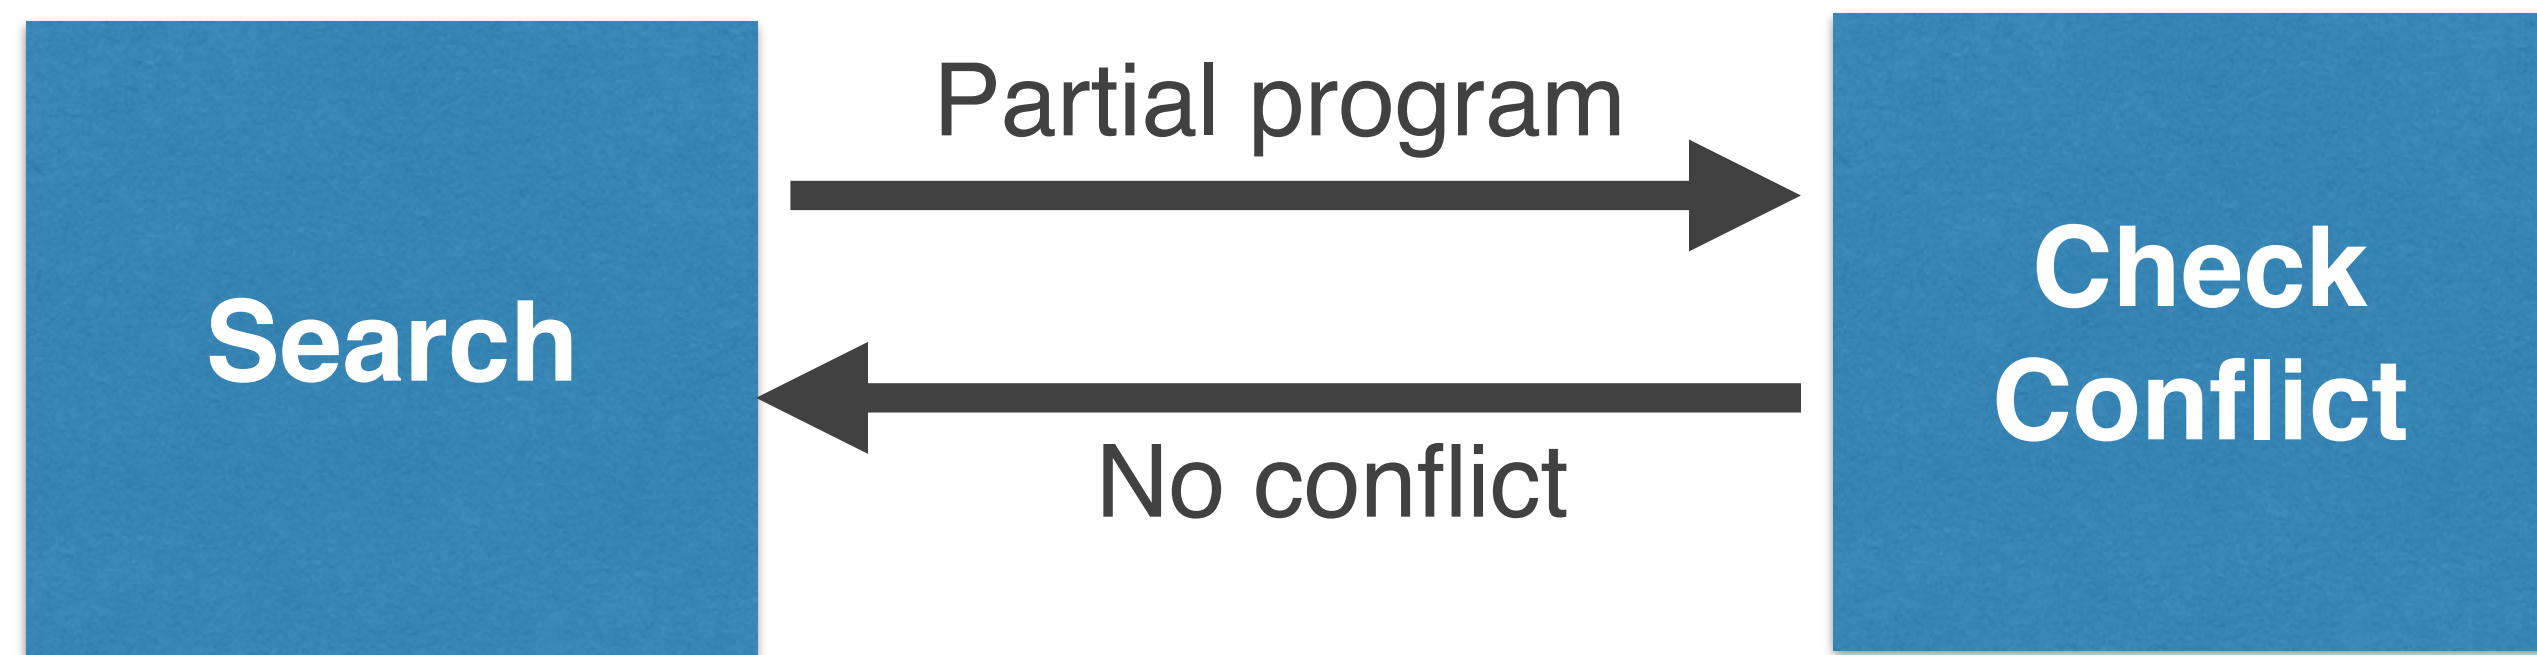 Search
Partial program
No conflict
Check
Conflict